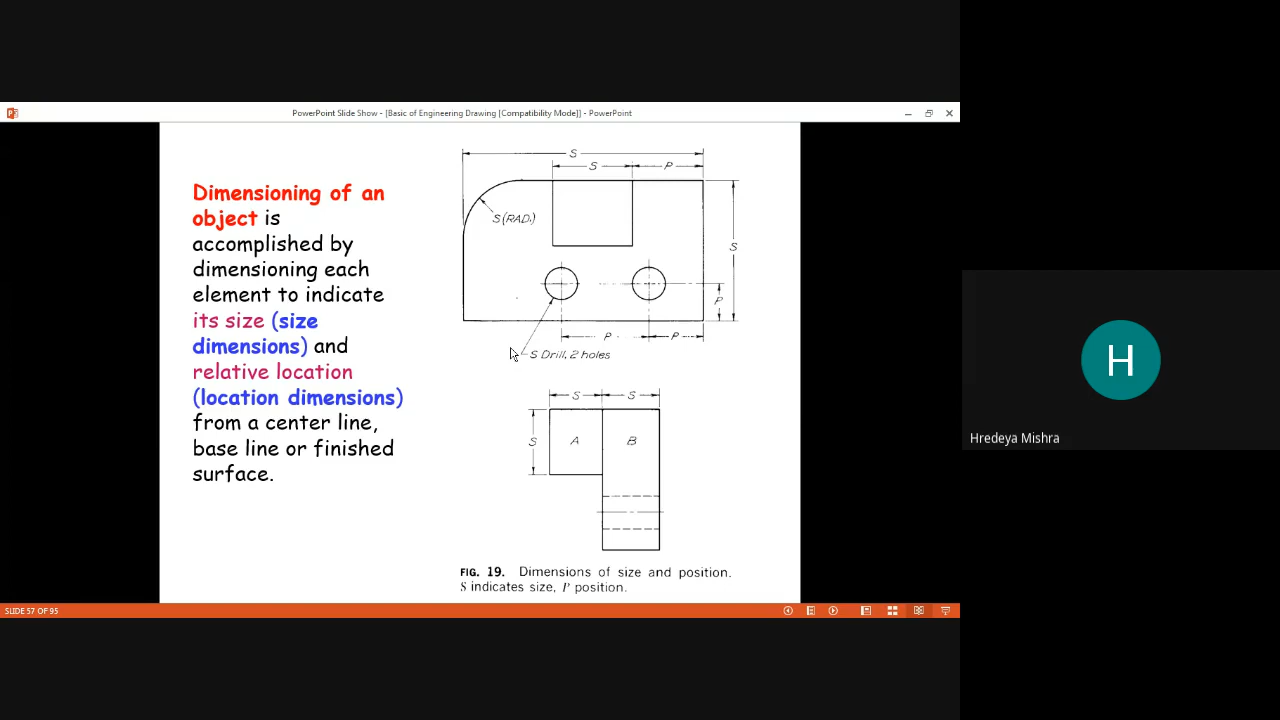 PowerPoint Slide Show - [Basic of Engineering Drawing [Compatibility Mode]] - PowerPoint
Dimensioning of an
object is
accomplished by
dimensioning each
element to indicate
its size (size
dimensions) and
relative location
(location dimensions)
from a center line,
base line or finished
surface.
S
S P
S (RAD.)
S
P
P P
S Drill, 2 holes
S S
S A B
FIG. 19. Dimensions of size and position.
S indicates size, P position.
SLIDE 57 OF 95
H
Hredeya Mishra